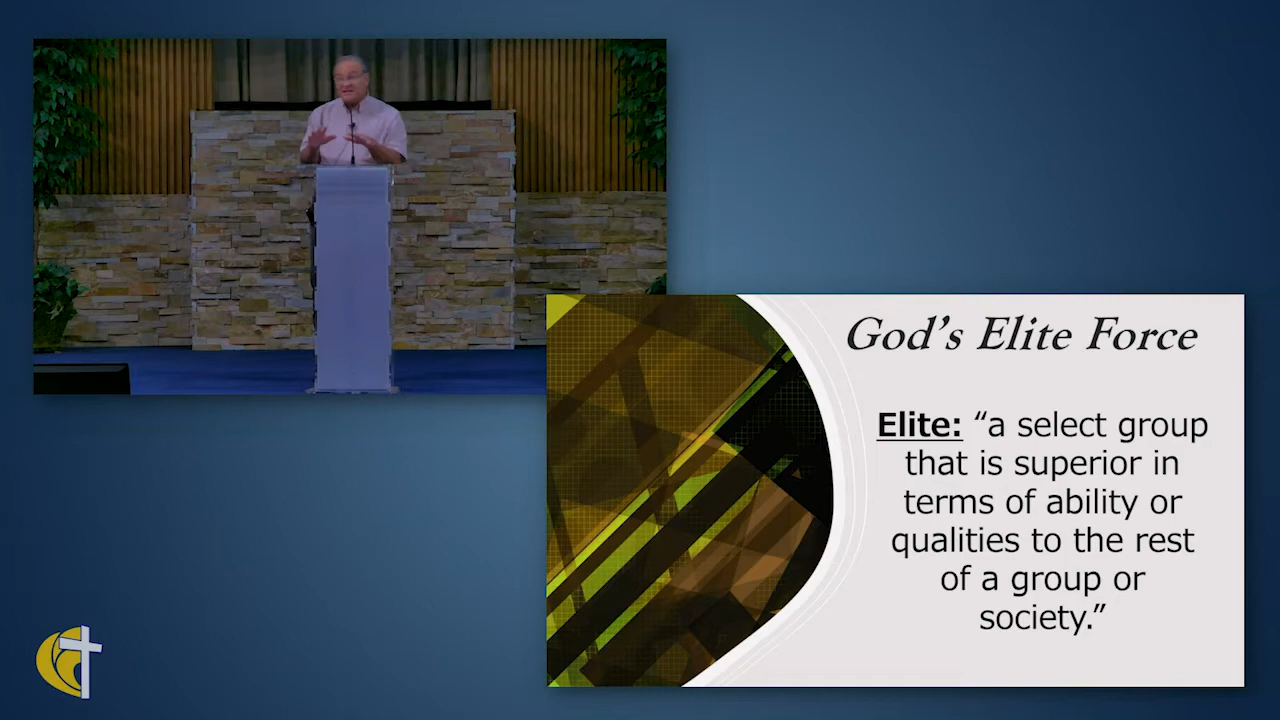 God's Elite Force
Elite: “a select group
that is superior in
terms of ability or
qualities to the rest
of a group or
society.”